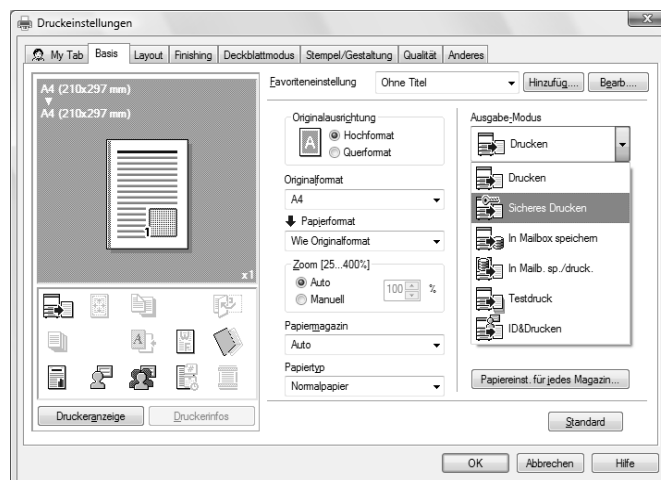 Druckeinstellungen
My Tab Basis Layout Finishing Deckblattmodus Stempel/Gestaltung Qualität Anderes
A4 (210x297 mm)
A4 (210x297 mm)
1
x1
Druckeranzeige Druckerinfos
Favoriteneinstellung Ohne Titel Hinzufüg.... Bearb....
Originalausrichtung
A
Hochformat
Querformat
Originalformat
A4
Papierformat
Wie Originalformat
Zoom [25...400%]
Auto
Manuell
100 %
Papiermagazin
Auto
Papiertyp
Normalpapier
Ausgabe-Modus
Drucken
Drucken
Sicheres Drucken
In Mailbox speichern
In Mailb. sp./druck.
Testdruck
ID&Drucken
Papiereinst. für jedes Magazin...
Standard
OK Abbrechen Hilfe